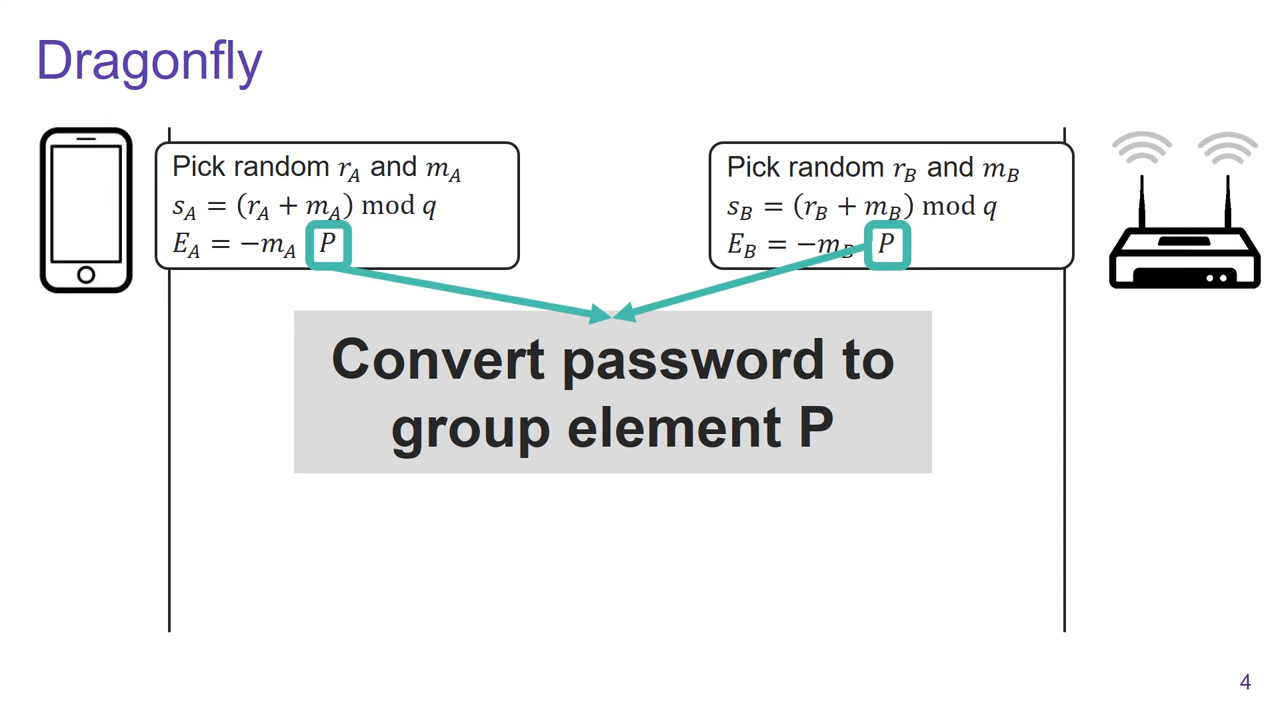 Dragonfly
Pick random r_A and m_A
s_A = (r_A + m_A) mod q
E_A = −m_A P
Pick random r_B and m_B
s_B = (r_B + m_B) mod q
E_B = −m_B P
Convert password to
group element P
4